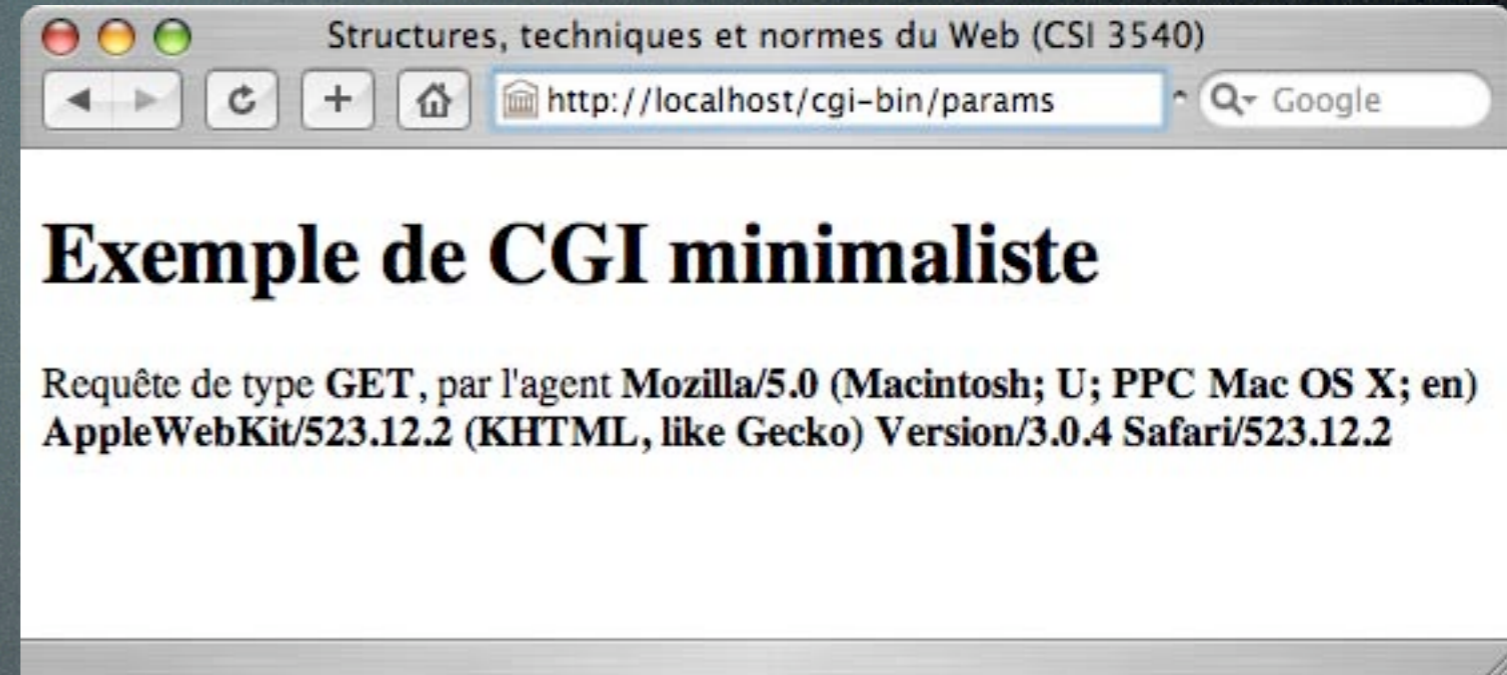 Structures, techniques et normes du Web (CSI 3540)
http://localhost/cgi-bin/params
Google
Exemple de CGI minimaliste
Requête de type GET, par l'agent Mozilla/5.0 (Macintosh; U; PPC Mac OS X; en)
AppleWebKit/523.12.2 (KHTML, like Gecko) Version/3.0.4 Safari/523.12.2